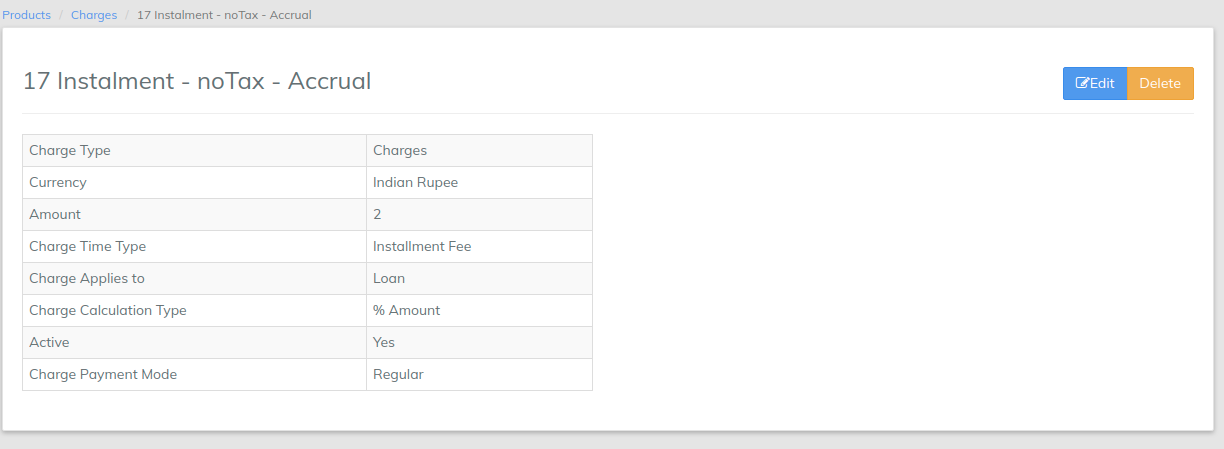 Products / Charges / 17 Instalment - noTax - Accrual
17 Instalment - noTax - Accrual
Edit Delete
Charge Type Charges
Currency Indian Rupee
Amount 2
Charge Time Type Installment Fee
Charge Applies to Loan
Charge Calculation Type % Amount
Active Yes
Charge Payment Mode Regular